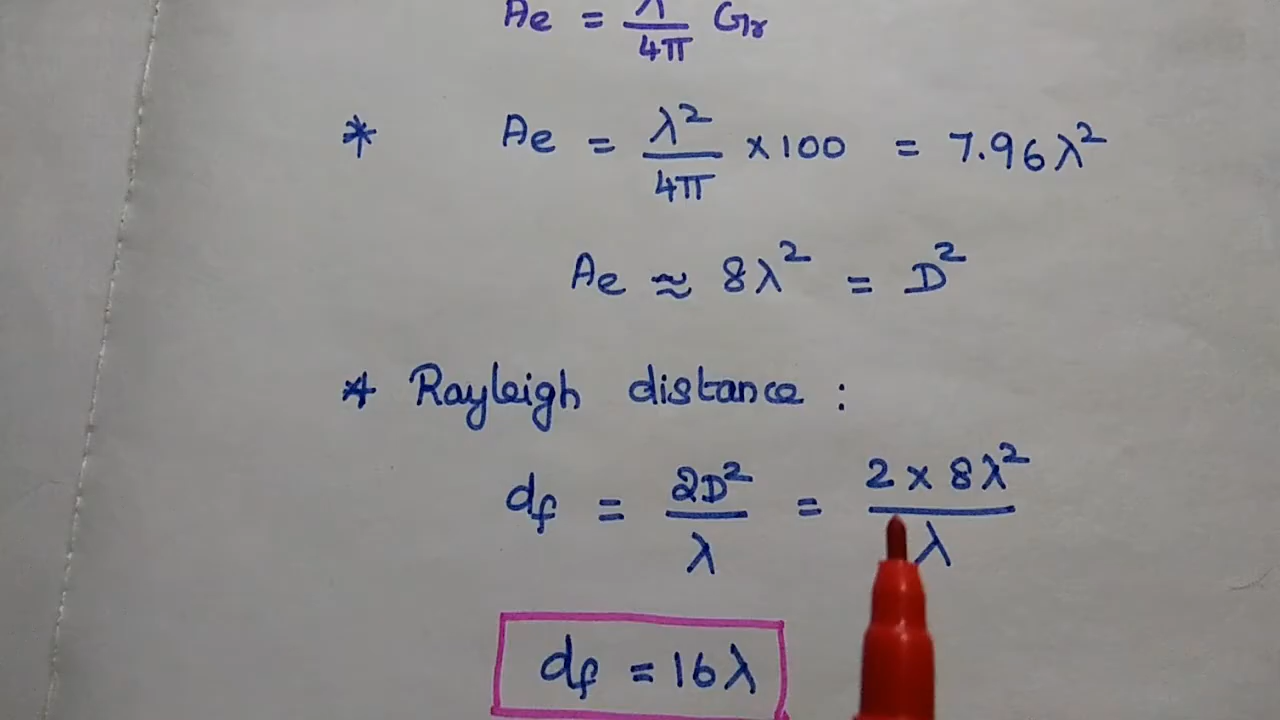 Ae = λ/4π Gr
* Ae = λ²/4π × 100 = 7.96λ²
Ae ≈ 8λ² = D²
* Rayleigh distance :
df = 2D²/λ = 2 × 8λ²/λ
df = 16λ